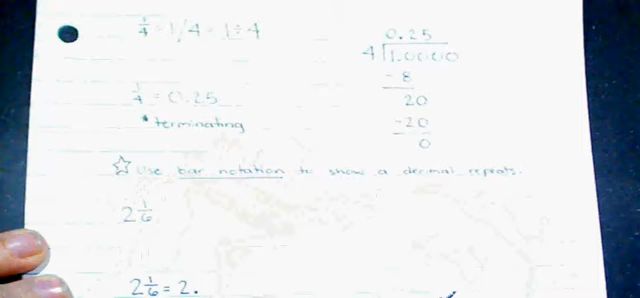 1/4 = 1/4 = 1 ÷ 4
0.25
4 1.0000
- 8
20
- 20
0
1/4 = 0.25
* terminating
☆ Use bar notation to show a decimal repeats.
2 1/6
2 1/6 = 2.